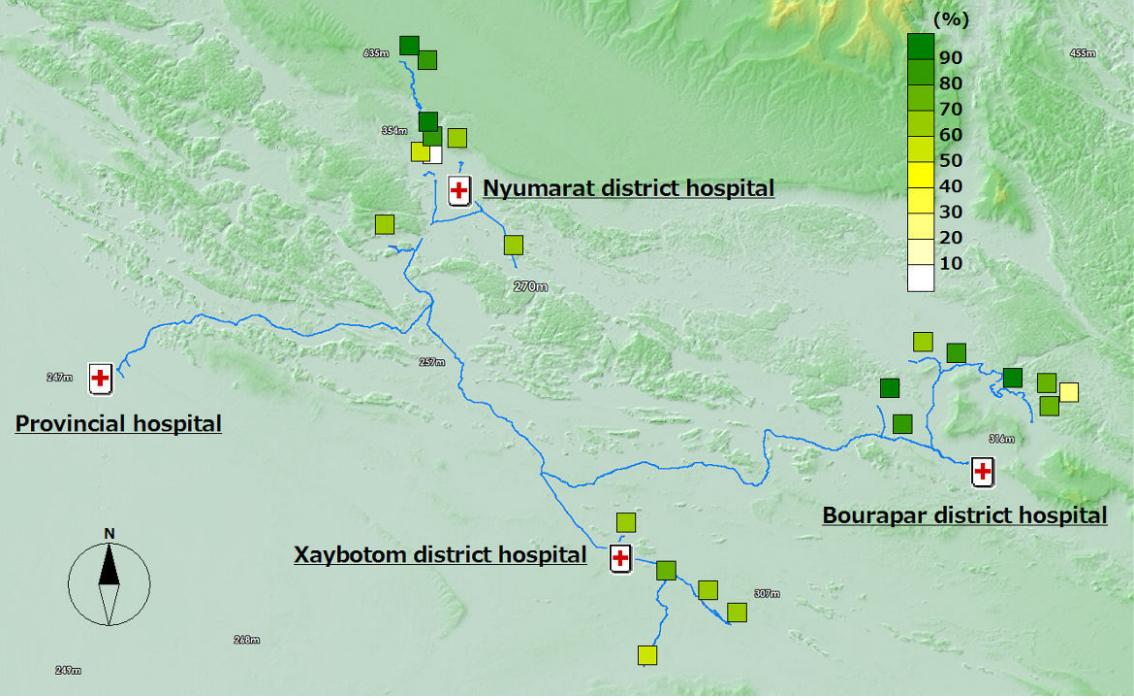 (%)
635m
455m
90
80
70
354m
60
50
Nyumarat district hospital
40
30
20
10
270m
257m
247m
Provincial hospital
316m
Bourapar district hospital
N
Xaybotom district hospital
307m
268m
249m